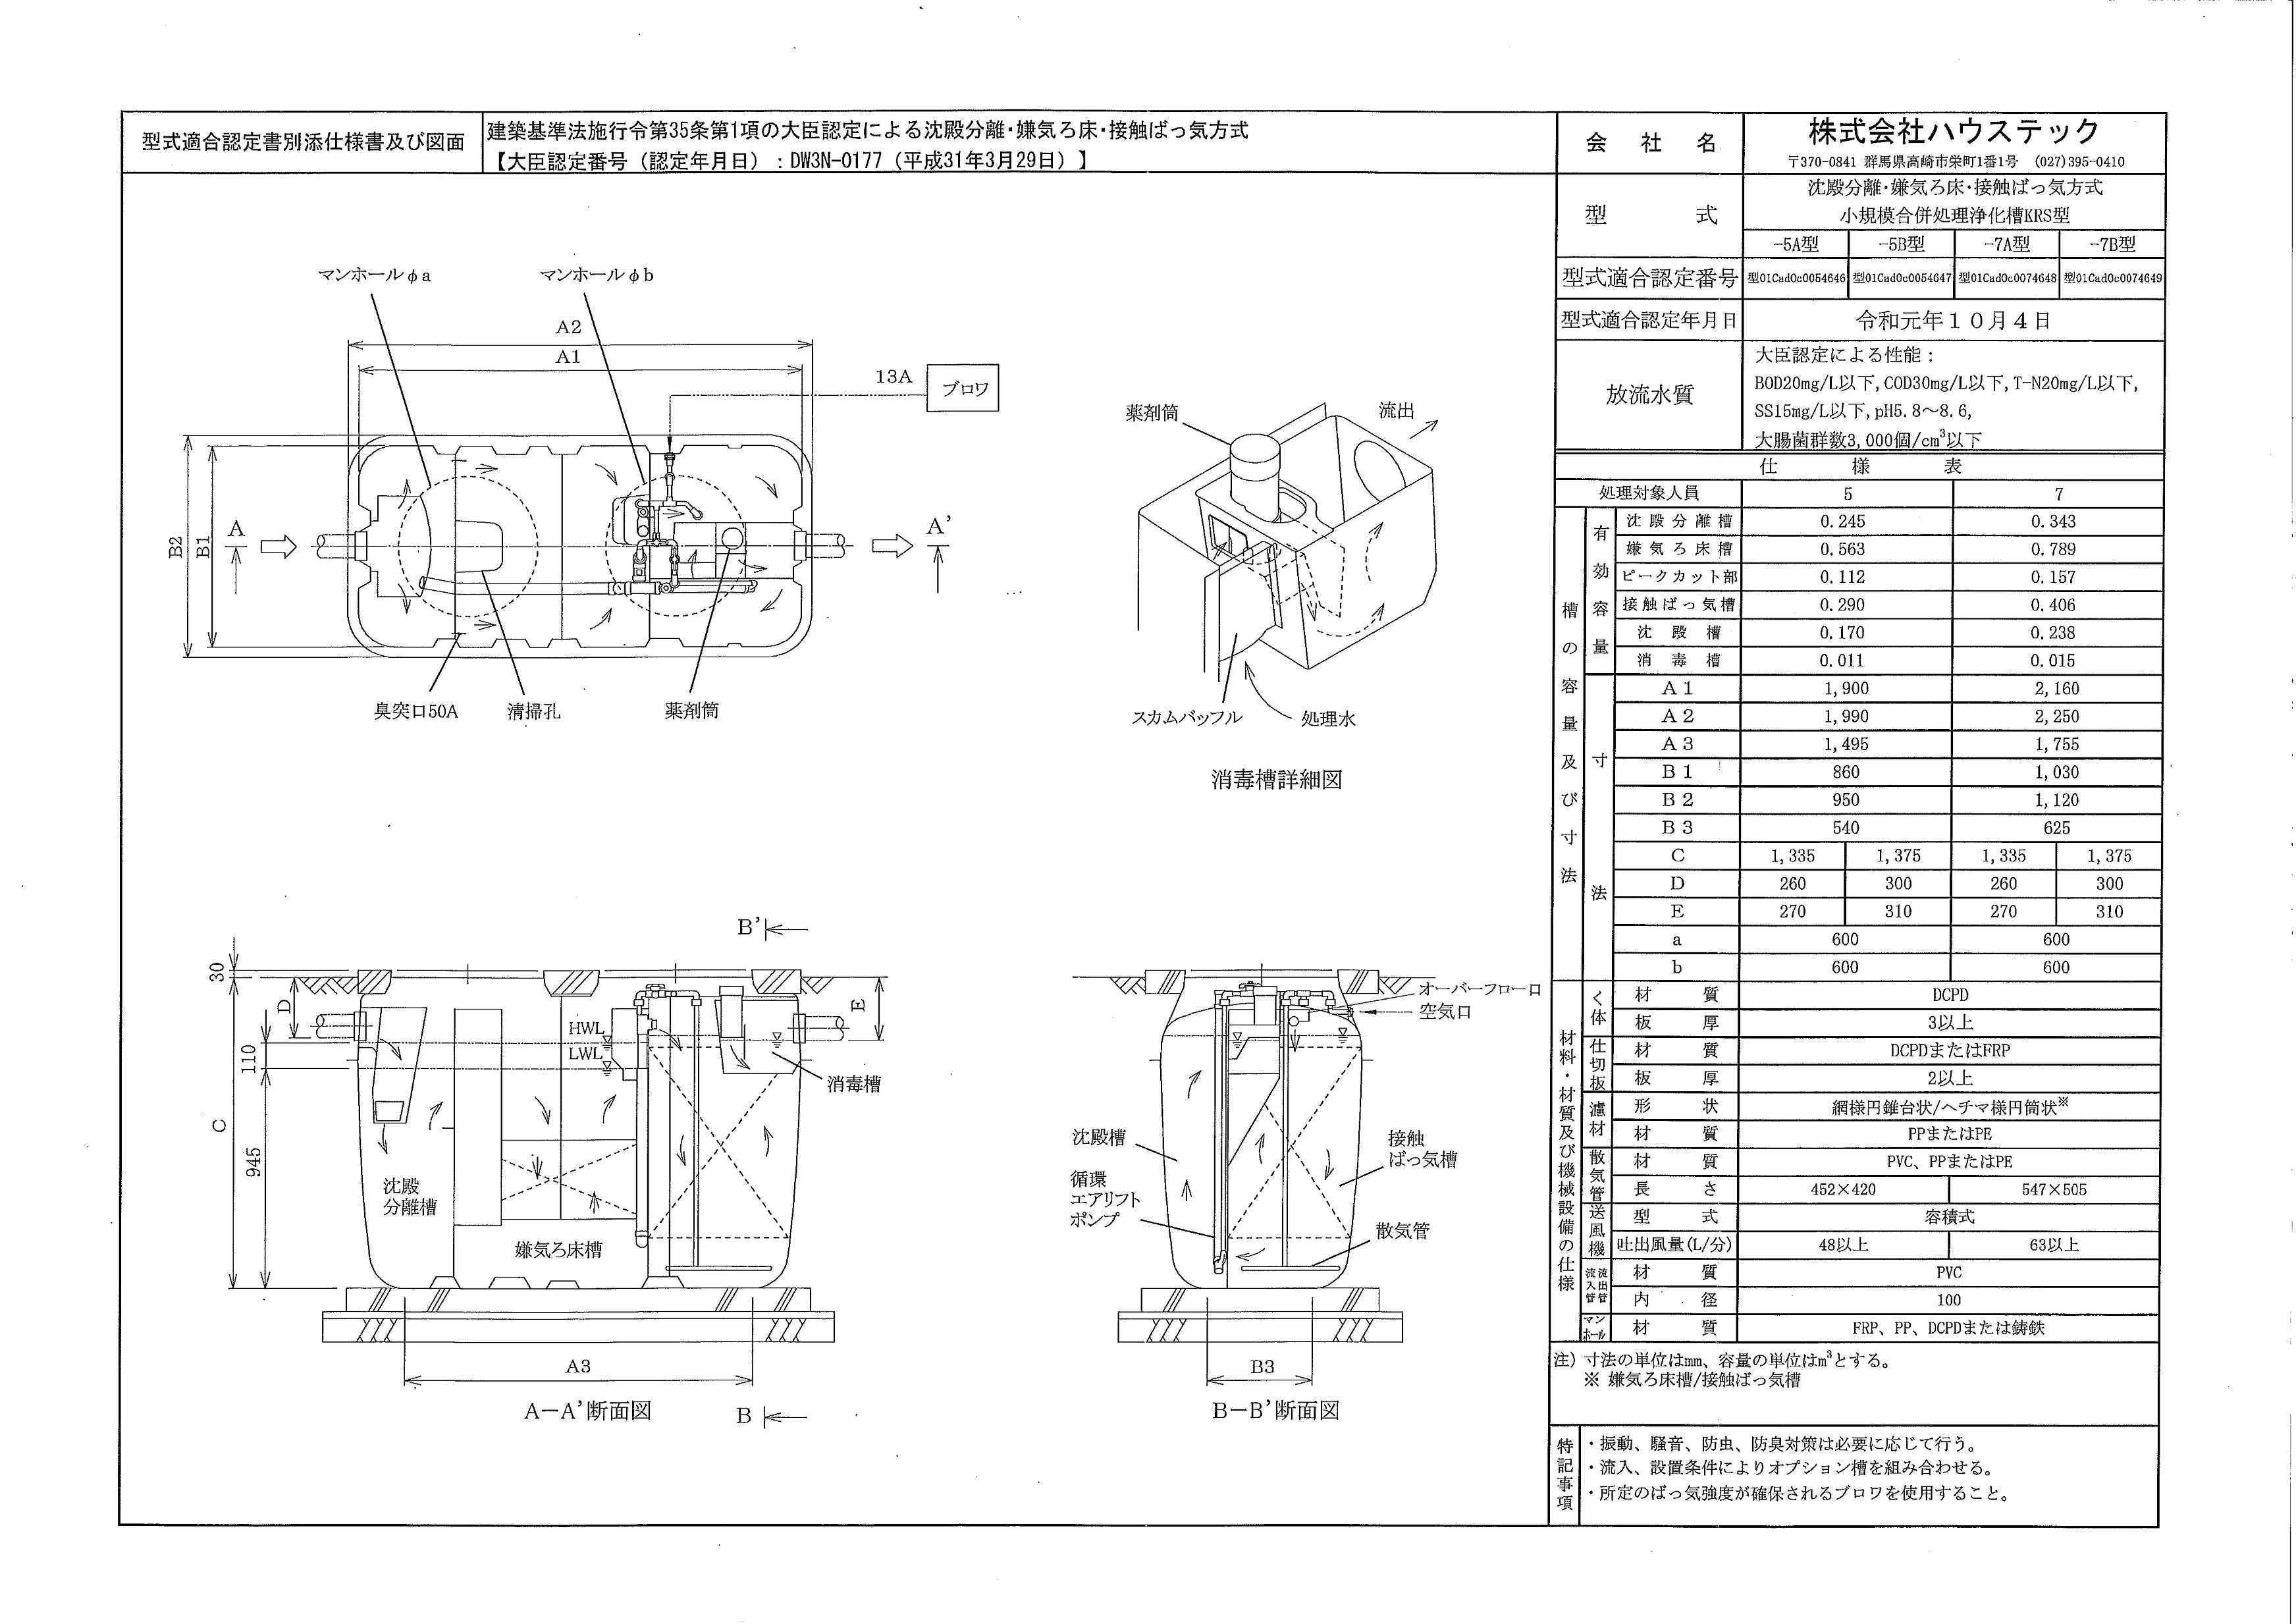 型式適合認定書別添仕様書及び図面
建築基準法施行令第35条第1項の大臣認定による沈殿分離・嫌気ろ床・接触ばっ気方式
【大臣認定番号（認定年月日）：DW3N-0177（平成31年3月29日）】
会社名
株式会社ハウステック
〒370-0841 群馬県高崎市栄町1番1号 (027)395-0410
型式
沈殿分離・嫌気ろ床・接触ばっ気方式
小規模合併処理浄化槽KRS型
-5A型 -5B型 -7A型 -7B型
型式適合認定番号 型01Cad0c0054646 型01Cad0c0054647 型01Cad0c0074648 型01Cad0c0074649
型式適合認定年月日 令和元年10月4日
放流水質
大臣認定による性能：
BOD20mg/L以下,COD30mg/L以下,T-N20mg/L以下,
SS15mg/L以下,pH5.8～8.6,
大腸菌群数3,000個/cm³以下
仕様表
処理対象人員 5 7
槽の容量及び寸法
有効容量
沈殿分離槽 0.245 0.343
嫌気ろ床槽 0.563 0.789
ピークカット部 0.112 0.157
接触ばっ気槽 0.290 0.406
沈殿槽 0.170 0.238
消毒槽 0.011 0.015
寸法
A1 1,900 2,160
A2 1,990 2,250
A3 1,495 1,755
B1 860 1,030
B2 950 1,120
B3 540 625
C 1,335 1,375 1,335 1,375
D 260 300 260 300
E 270 310 270 310
a 600 600
b 600 600
材料・材質及び機械設備の仕様
く体 材質 DCPD
板厚 3以上
仕切板 材質 DCPDまたはFRP
板厚 2以上
濾材 形状 網様円錐台状/ヘチマ様円筒状※
材質 PPまたはPE
散気管 材質 PVC、PPまたはPE
長さ 452×420 547×505
送風機 型式 容積式
吐出風量(L/分) 48以上 63以上
流入管 流出管 材質 PVC
内径 100
マンホール 材質 FRP、PP、DCPDまたは鋳鉄
注）寸法の単位はmm、容量の単位はm³とする。
※ 嫌気ろ床槽/接触ばっ気槽
特記事項
・振動、騒音、防虫、防臭対策は必要に応じて行う。
・流入、設置条件によりオプション槽を組み合わせる。
・所定のばっ気強度が確保されるブロワを使用すること。
マンホールφa
マンホールφb
A2
A1
13A
ブロワ
B2
B1
A
A'
臭突口50A
清掃孔
薬剤筒
薬剤筒
流出
スカムバッフル
処理水
消毒槽詳細図
B'
30
D
E
HWL
LWL
110
C
945
消毒槽
沈殿
分離槽
嫌気ろ床槽
A3
A－A'断面図
B
オーバーフロー口
空気口
沈殿槽
接触
ばっ気槽
循環
エアリフト
ポンプ
散気管
B3
B－B'断面図